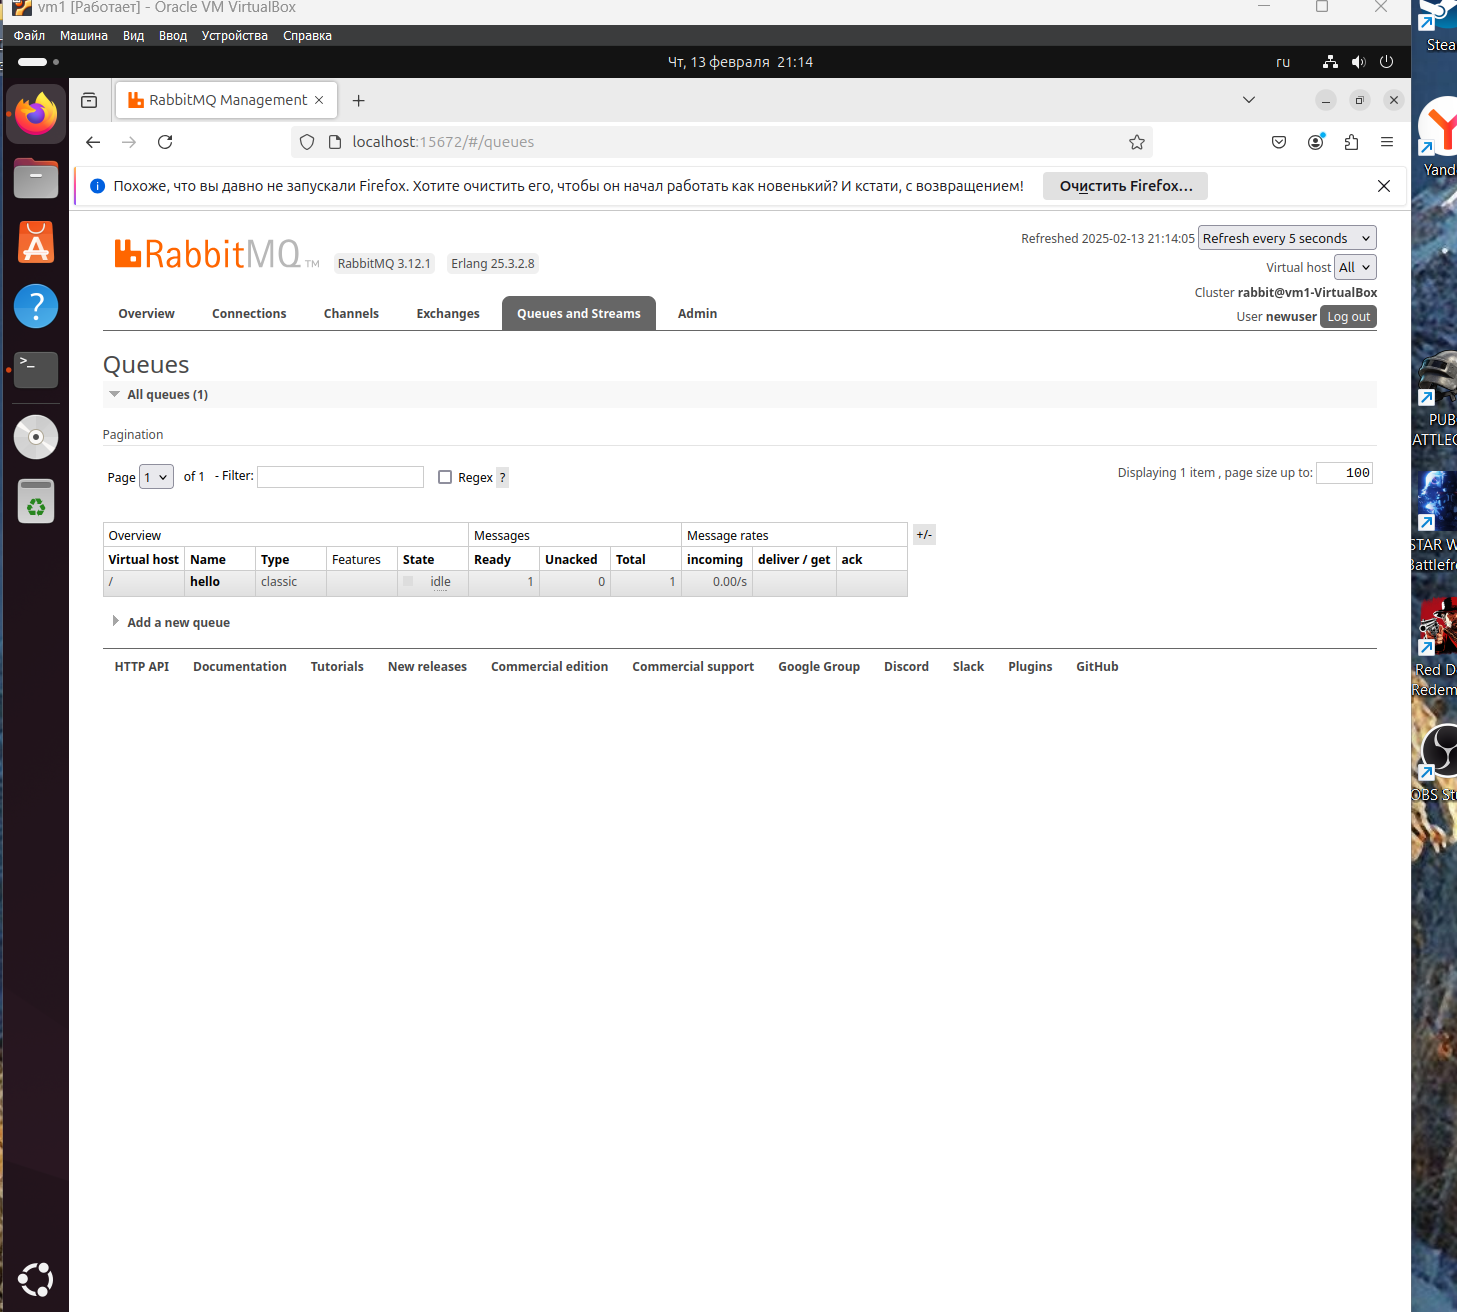 vm1 [Работает] - Oracle VM VirtualBox
Файл Машина Вид Ввод Устройства Справка
Чт, 13 февраля 21:14
ru
RabbitMQ Management
localhost:15672/#/queues
Похоже, что вы давно не запускали Firefox. Хотите очистить его, чтобы он начал работать как новенький? И кстати, с возвращением!
Очистить Firefox...
RabbitMQ TM
RabbitMQ 3.12.1 Erlang 25.3.2.8
Refreshed 2025-02-13 21:14:05 Refresh every 5 seconds
Virtual host All
Cluster rabbit@vm1-VirtualBox
User newuser Log out
Overview Connections Channels Exchanges Queues and Streams Admin
Queues
All queues (1)
Pagination
Page 1 of 1 - Filter: Regex ?
Displaying 1 item , page size up to: 100
Overview Messages Message rates +/-
Virtual host Name Type Features State Ready Unacked Total incoming deliver / get ack
/ hello classic idle 1 0 1 0.00/s
Add a new queue
HTTP API Documentation Tutorials New releases Commercial edition Commercial support Google Group Discord Slack Plugins GitHub
Stea
Yand
PUB
ATTLEG
STAR W
Battlefr
Red D
Redem
OBS St